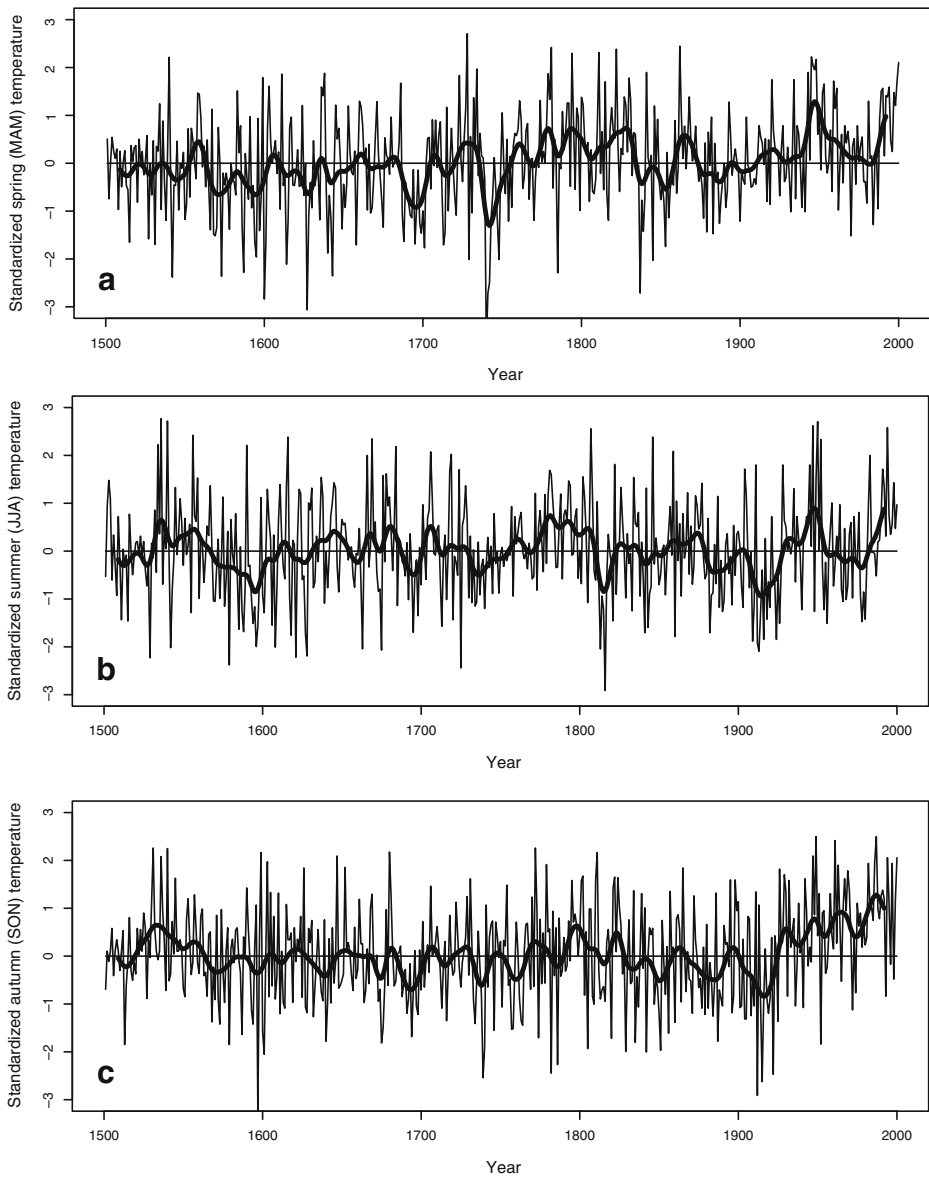 Standardized spring (MAM) temperature
3
2
1
0
−1
−2
−3
a
1500 1600 1700 1800 1900 2000
Year
Standardized summer (JJA) temperature
3
2
1
0
−1
−2
−3
b
1500 1600 1700 1800 1900 2000
Year
Standardized autumn (SON) temperature
3
2
1
0
−1
−2
−3
c
1500 1600 1700 1800 1900 2000
Year